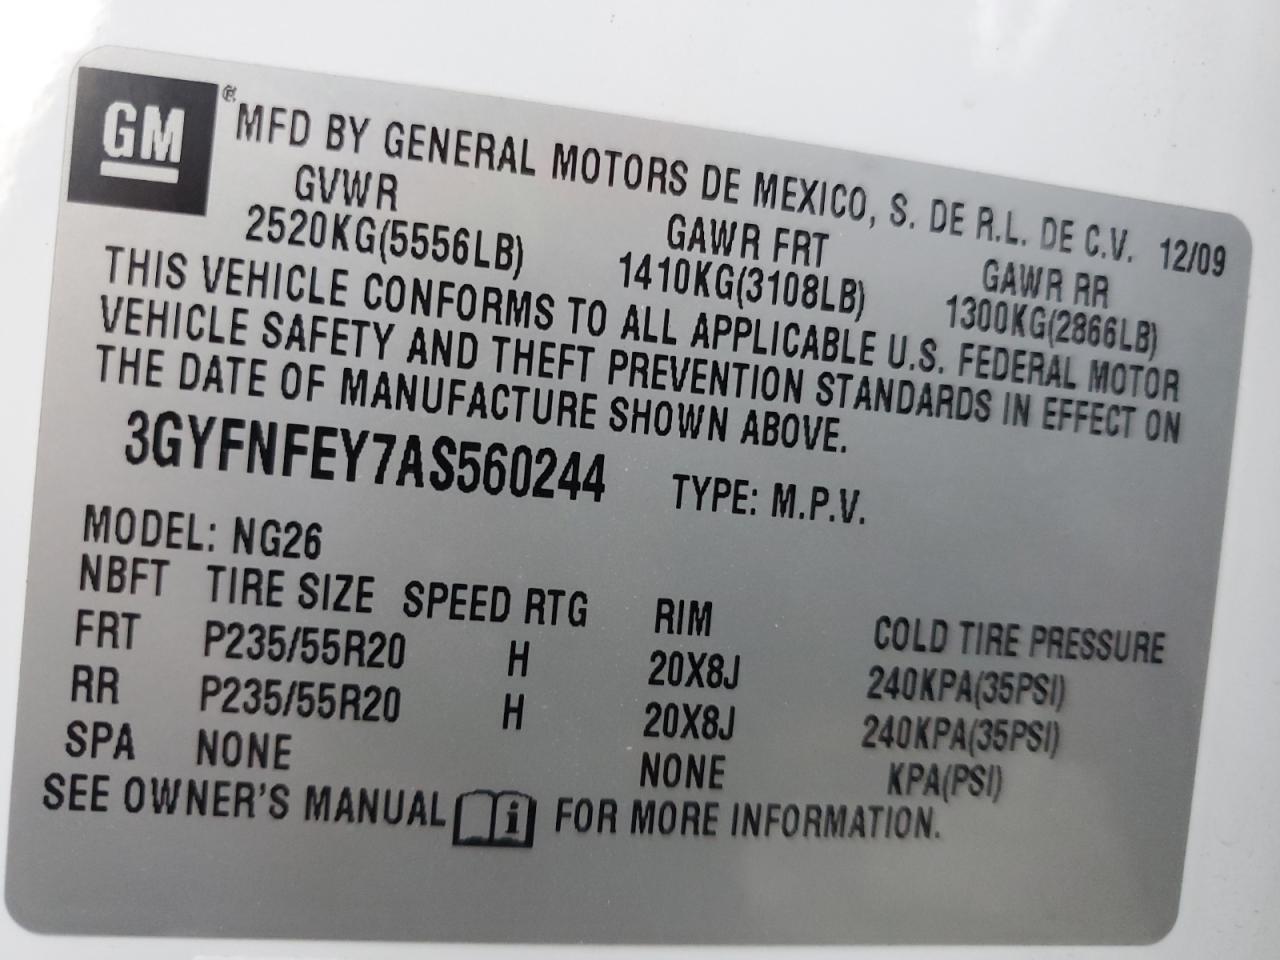 GM ® MFD BY GENERAL MOTORS DE MEXICO, S. DE R.L. DE C.V. 12/09
GVWR GAWR FRT GAWR RR
2520KG(5556LB) 1410KG(3108LB) 1300KG(2866LB)
THIS VEHICLE CONFORMS TO ALL APPLICABLE U.S. FEDERAL MOTOR
VEHICLE SAFETY AND THEFT PREVENTION STANDARDS IN EFFECT ON
THE DATE OF MANUFACTURE SHOWN ABOVE.
3GYFNFEY7AS560244 TYPE: M.P.V.
MODEL: NG26
NBFT TIRE SIZE SPEED RTG RIM COLD TIRE PRESSURE
FRT P235/55R20 H 20X8J 240KPA(35PSI)
RR P235/55R20 H 20X8J 240KPA(35PSI)
SPA NONE NONE KPA(PSI)
SEE OWNER'S MANUAL i FOR MORE INFORMATION.